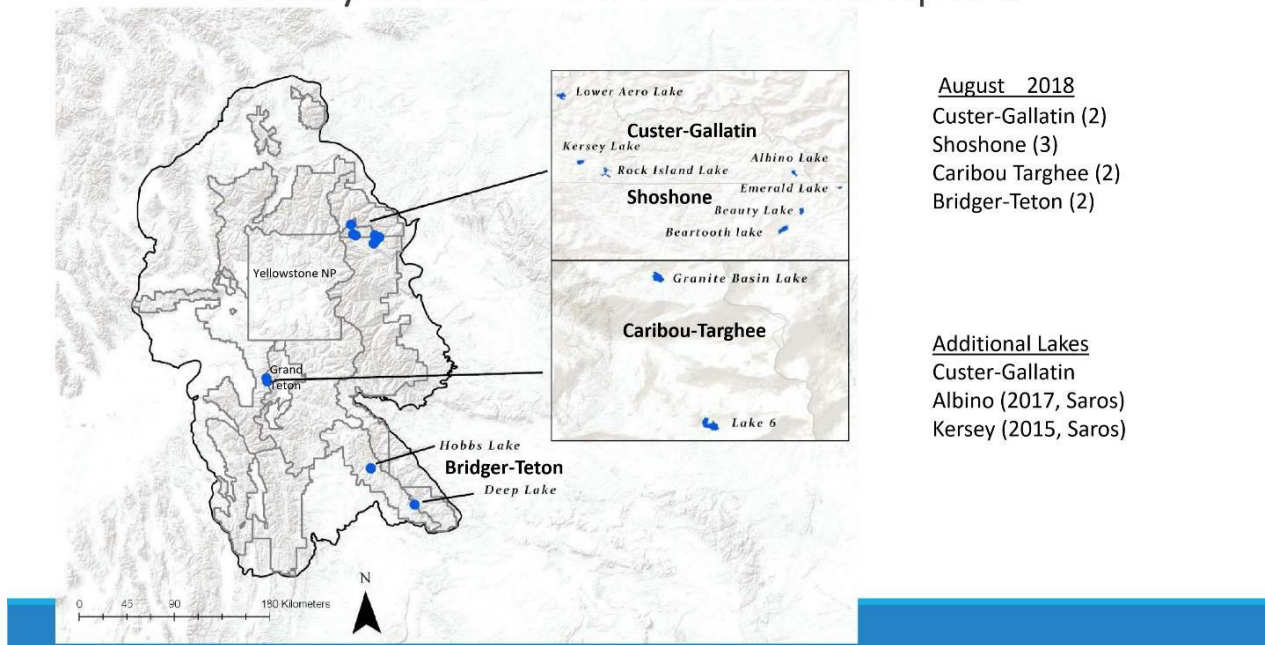 Lower Aero Lake
Custer-Gallatin
Kersey Lake
Albino Lake
Rock Island Lake
Emerald Lake
Shoshone
Beauty Lake
Beartooth lake
Granite Basin Lake
Caribou-Targhee
Lake 6
Yellowstone NP
Grand
Teton
Hobbs Lake
Bridger-Teton
Deep Lake
N
0 45 90 180 Kilometers
August 2018
Custer-Gallatin (2)
Shoshone (3)
Caribou Targhee (2)
Bridger-Teton (2)
Additional Lakes
Custer-Gallatin
Albino (2017, Saros)
Kersey (2015, Saros)